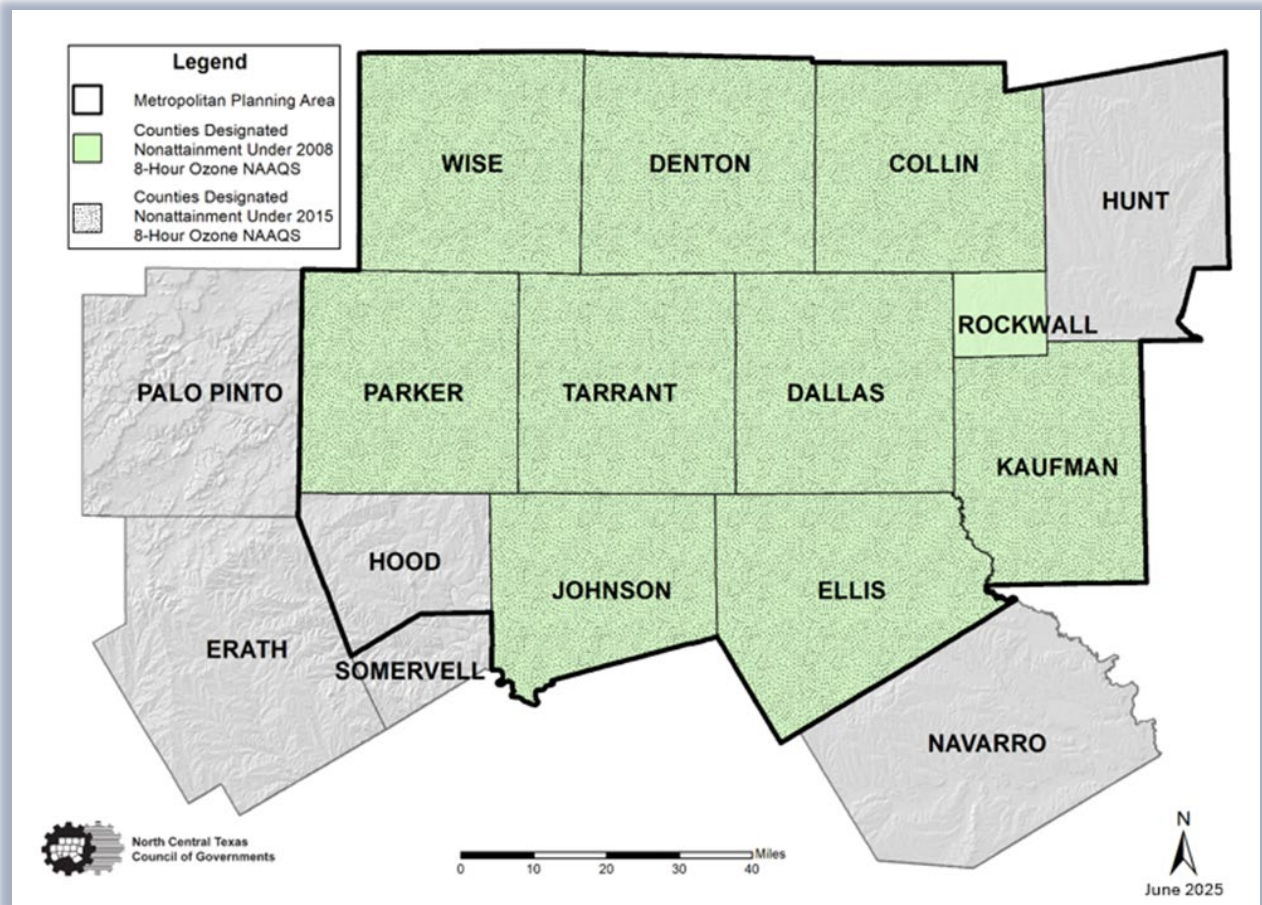 Legend
Metropolitan Planning Area
Counties Designated
Nonattainment Under 2008
8-Hour Ozone NAAQS
Counties Designated
Nonattainment Under 2015
8-Hour Ozone NAAQS
WISE
DENTON
COLLIN
HUNT
ROCKWALL
PALO PINTO
PARKER
TARRANT
DALLAS
KAUFMAN
HOOD
JOHNSON
ELLIS
ERATH
SOMERVELL
NAVARRO
North Central Texas
Council of Governments
Miles
0 10 20 30 40
N
June 2025